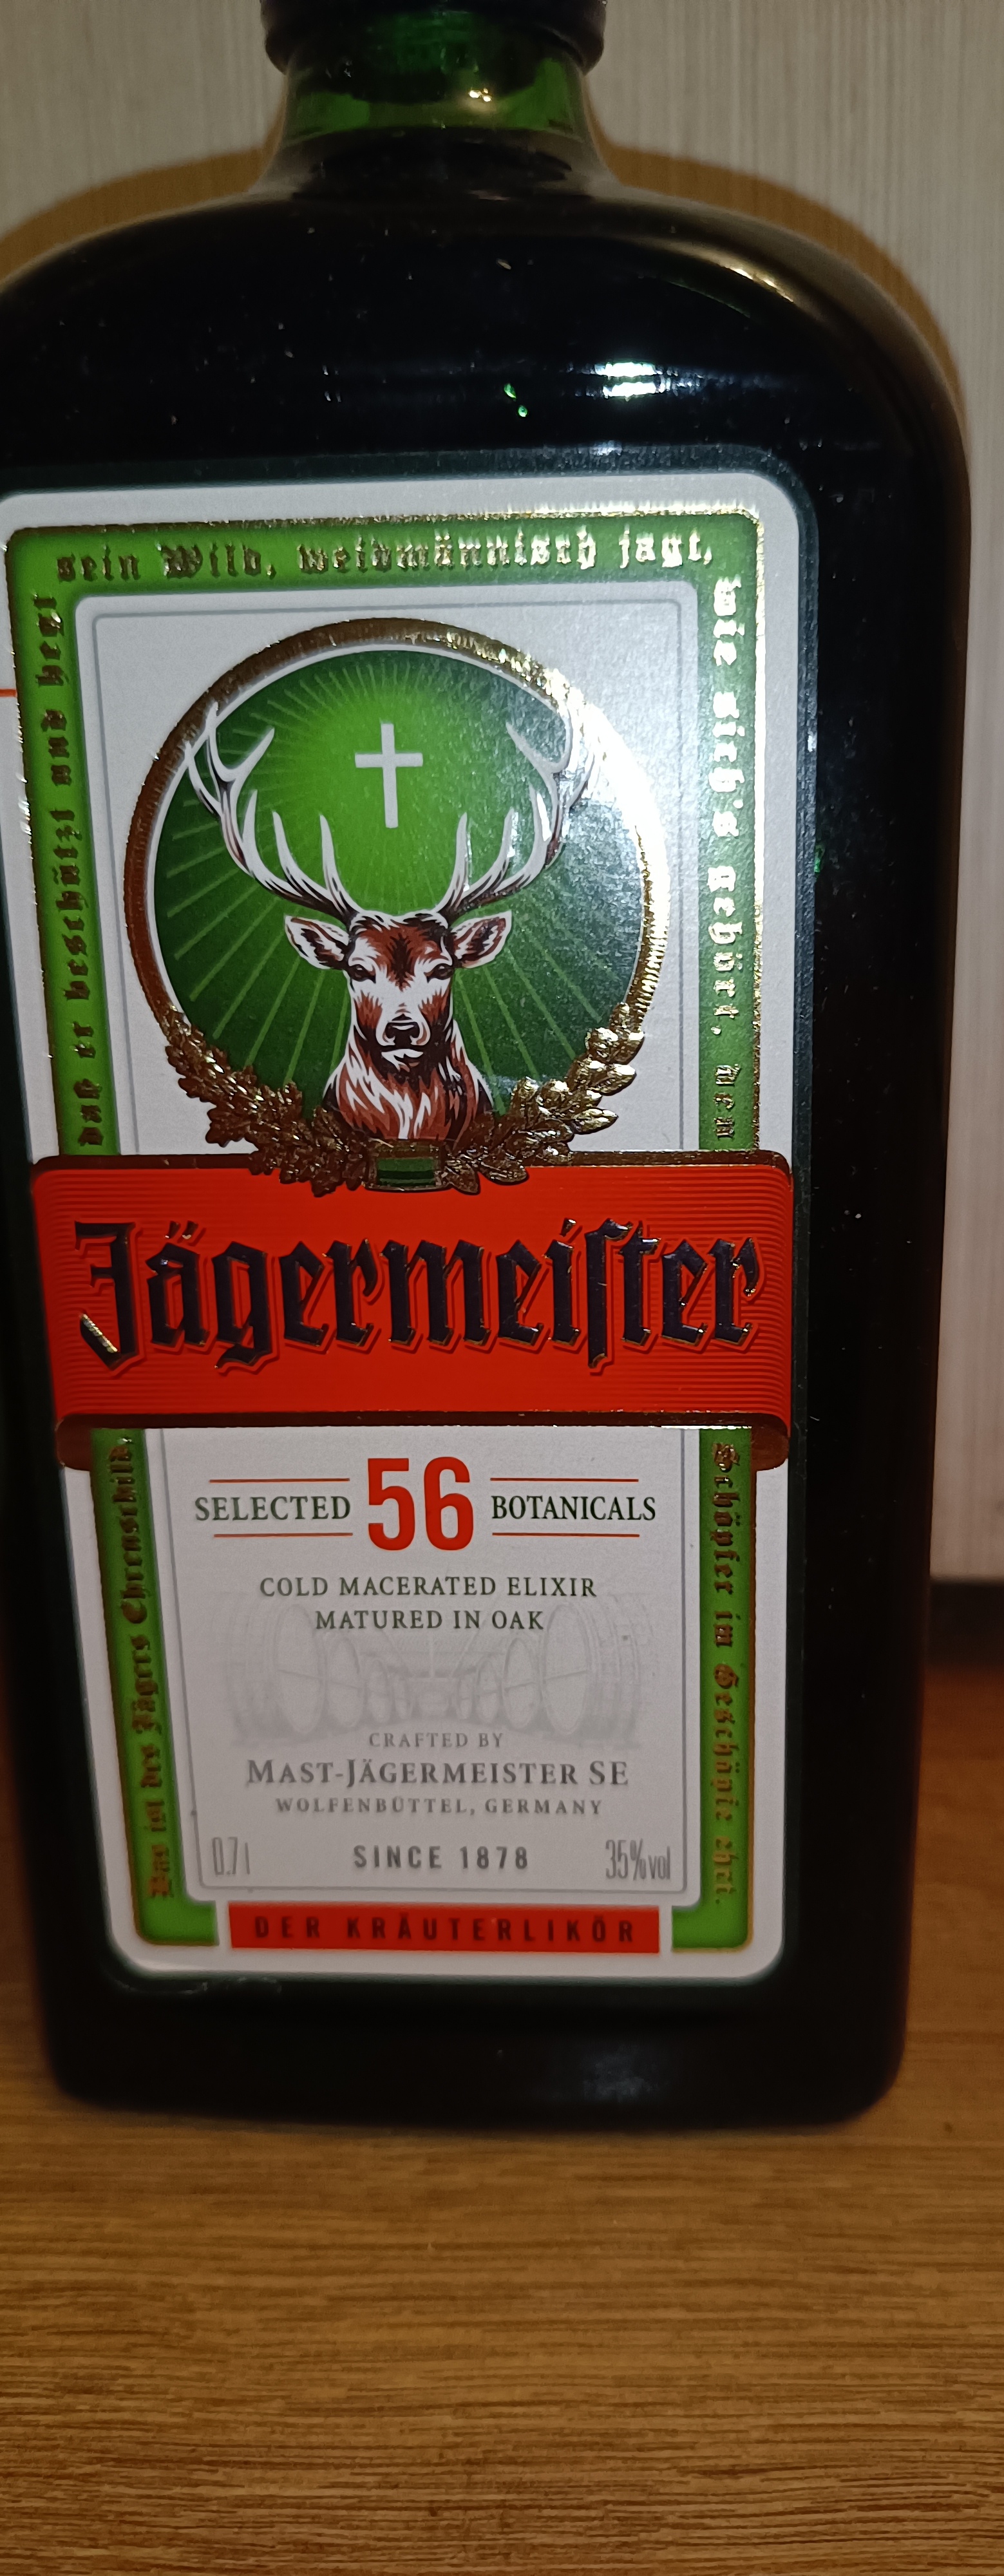 Das ist des Jägers Ehrenschild,
daß er beschützt und hegt
sein Wild, weidmännisch jagt,
wie sich's gehört, den
Schöpfer im Geschöpfe ehrt.
Jägermeiſter
SELECTED 56 BOTANICALS
COLD MACERATED ELIXIR
MATURED IN OAK
CRAFTED BY
MAST-JÄGERMEISTER SE
WOLFENBÜTTEL, GERMANY
0.7 l SINCE 1878 35%vol
DER KRÄUTERLIKÖR